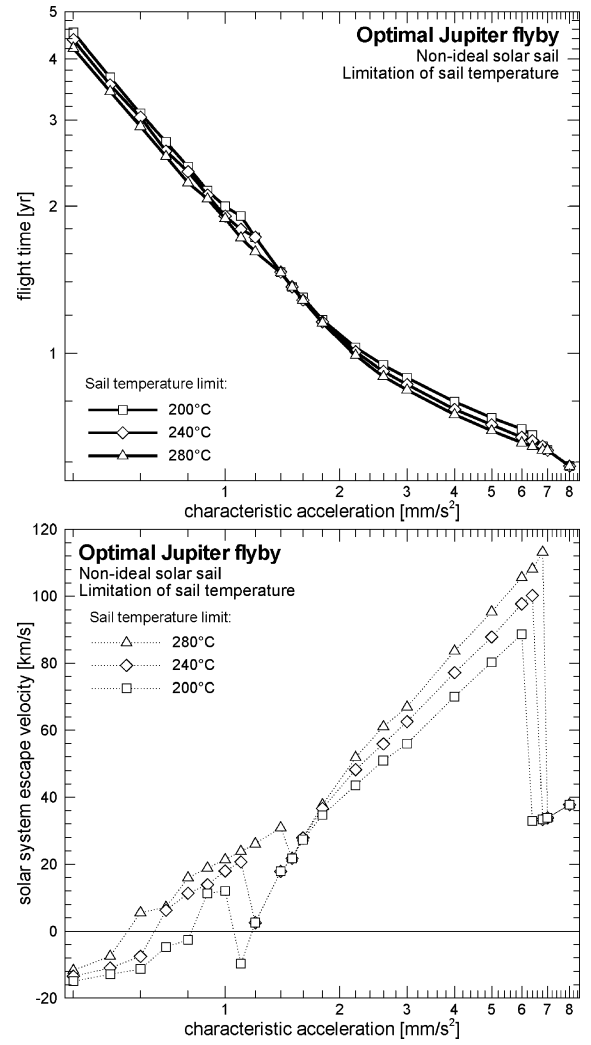 Optimal Jupiter flyby
Non-ideal solar sail
Limitation of sail temperature
5
4
3
2
1
flight time [yr]
Sail temperature limit:
200°C
240°C
280°C
1 2 3 4 5 6 7 8
characteristic acceleration [mm/s²]
120
100
80
60
40
20
0
-20
solar system escape velocity [km/s]
Optimal Jupiter flyby
Non-ideal solar sail
Limitation of sail temperature
Sail temperature limit:
280°C
240°C
200°C
1 2 3 4 5 6 7 8
characteristic acceleration [mm/s²]